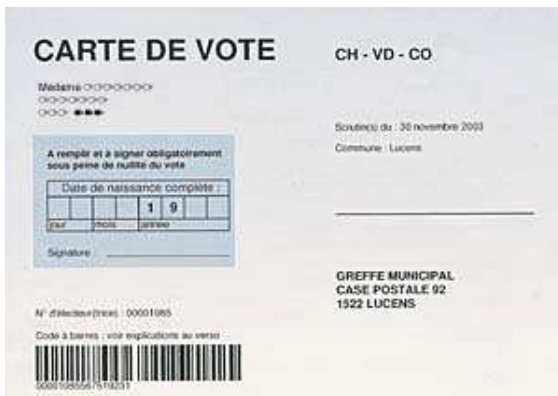 CARTE DE VOTE
CH - VD - CO
Madame
Scrutin(s) du : 30 novembre 2003
Commune : Lucens
A remplir et à signer obligatoirement
sous peine de nullité du vote
Date de naissance complète :
1 9
jour mois année
Signature :
GREFFE MUNICIPAL
CASE POSTALE 92
1522 LUCENS
N° d'électeur(trice) : 00001085
Code à barres : voir explications au verso